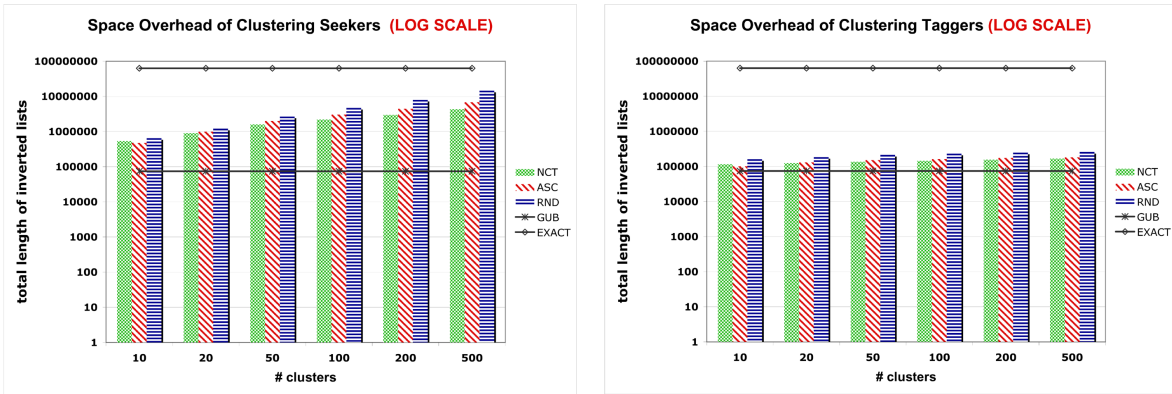 Space Overhead of Clustering Seekers (LOG SCALE)
total length of inverted lists
100000000
10000000
1000000
100000
10000
1000
100
10
1
10 20 50 100 200 500
# clusters
NCT
ASC
RND
GUB
EXACT
Space Overhead of Clustering Taggers (LOG SCALE)
total length of inverted lists
100000000
10000000
1000000
100000
10000
1000
100
10
1
10 20 50 100 200 500
# clusters
NCT
ASC
RND
GUB
EXACT